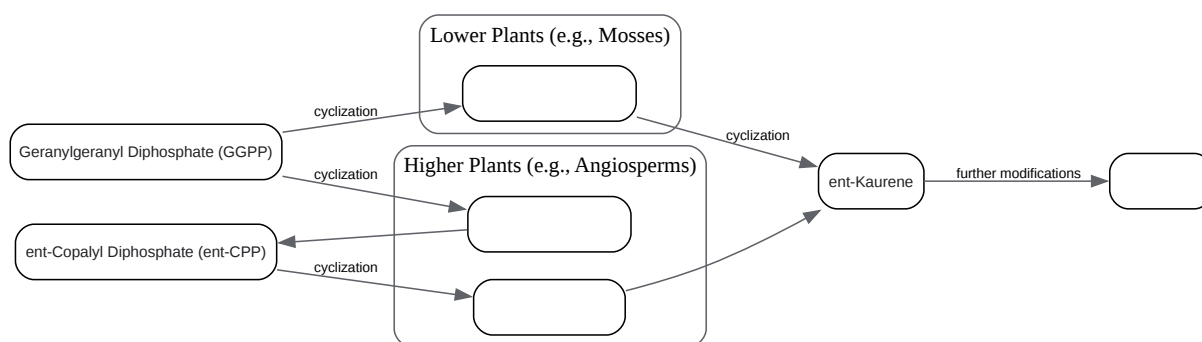 Lower Plants (e.g., Mosses)
cyclization
cyclization
Geranylgeranyl Diphosphate (GGPP)
Higher Plants (e.g., Angiosperms)
cyclization
ent-Kaurene
further modifications
ent-Copalyl Diphosphate (ent-CPP)
cyclization